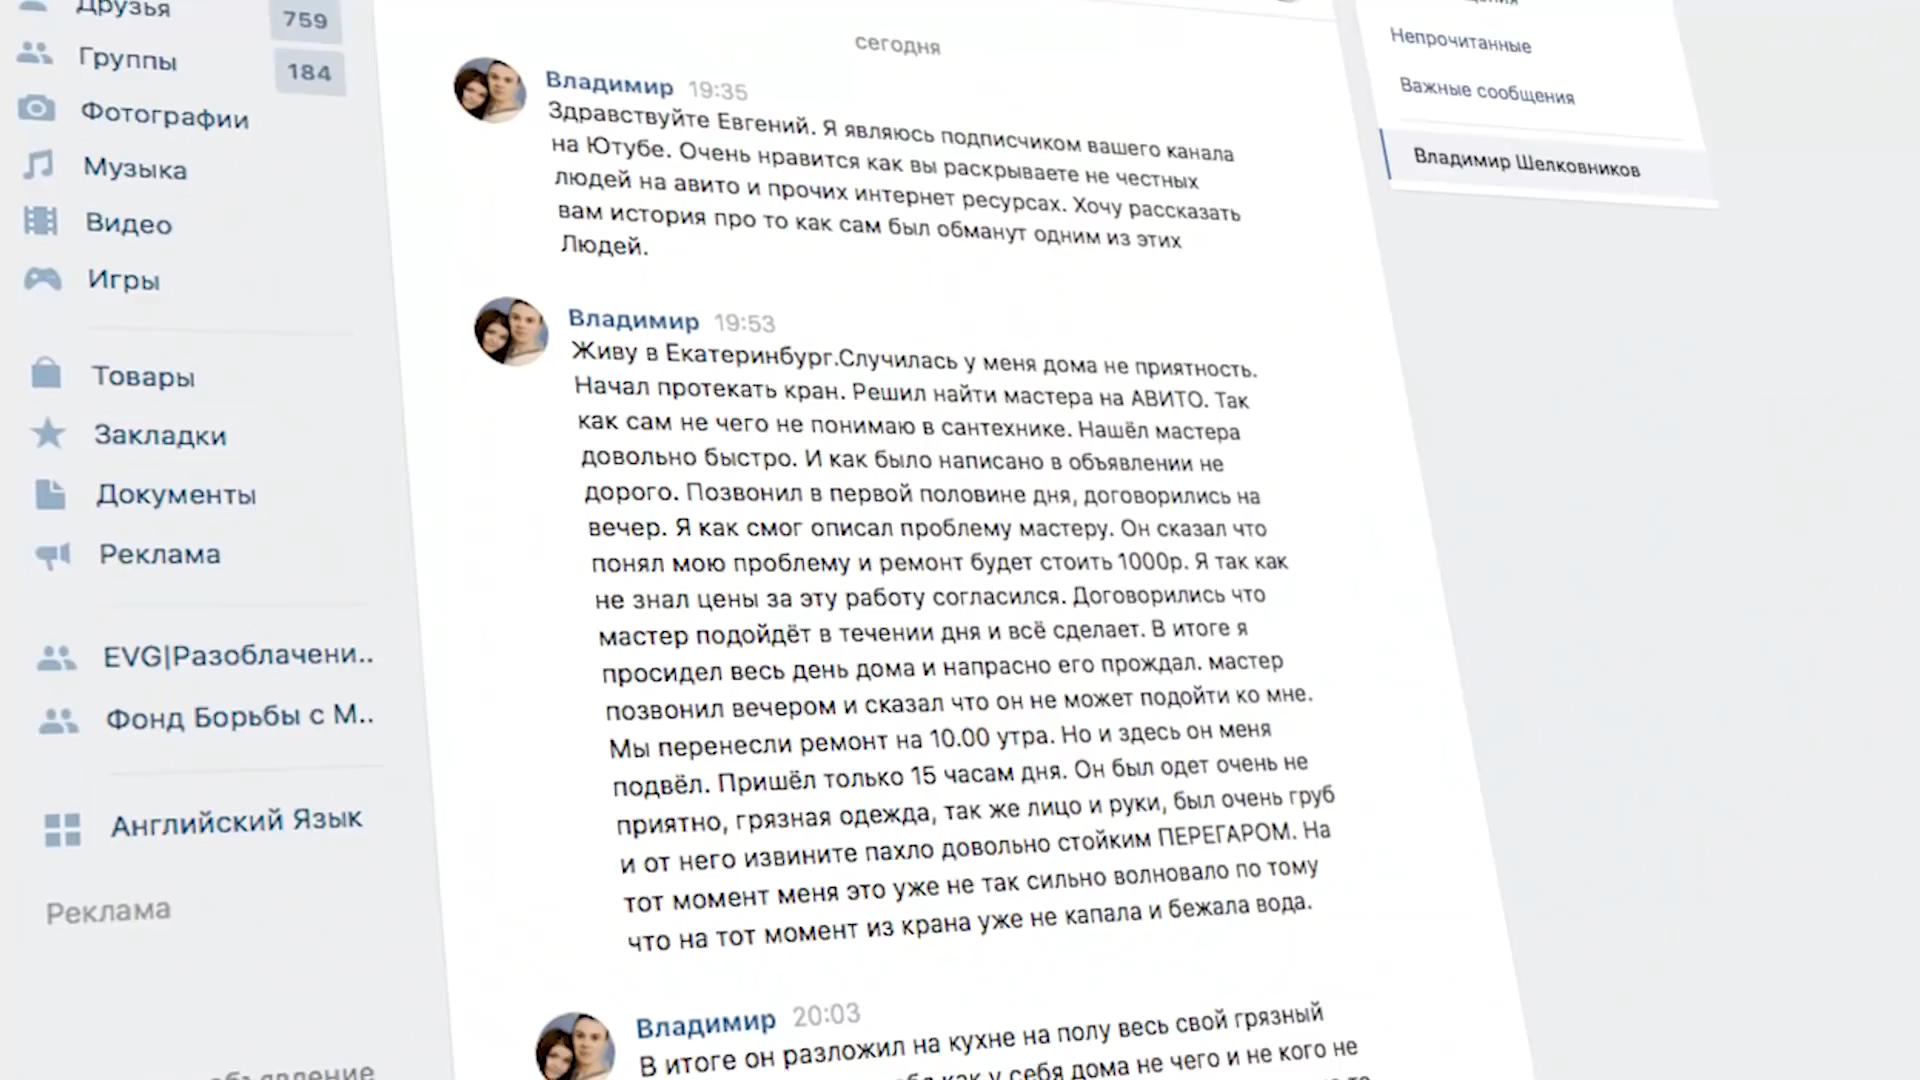 Друзья
759
Группы
184
Фотографии
Музыка
Видео
Игры
Товары
Закладки
Документы
Реклама
EVG|Разоблачени..
Фонд Борьбы с М..
Английский Язык
Реклама
объявление
сегодня
Владимир 19:35
Здравствуйте Евгений. Я являюсь подписчиком вашего канала
на Ютубе. Очень нравится как вы раскрываете не честных
людей на авито и прочих интернет ресурсах. Хочу рассказать
вам история про то как сам был обманут одним из этих
Людей.
Владимир 19:53
Живу в Екатеринбург.Случилась у меня дома не приятность.
Начал протекать кран. Решил найти мастера на АВИТО. Так
как сам не чего не понимаю в сантехнике. Нашёл мастера
довольно быстро. И как было написано в объявлении не
дорого. Позвонил в первой половине дня, договорились на
вечер. Я как смог описал проблему мастеру. Он сказал что
понял мою проблему и ремонт будет стоить 1000р. Я так как
не знал цены за эту работу согласился. Договорились что
мастер подойдёт в течении дня и всё сделает. В итоге я
просидел весь день дома и напрасно его прождал. мастер
позвонил вечером и сказал что он не может подойти ко мне.
Мы перенесли ремонт на 10.00 утра. Но и здесь он меня
подвёл. Пришёл только 15 часам дня. Он был одет очень не
приятно, грязная одежда, так же лицо и руки, был очень груб
и от него извините пахло довольно стойким ПЕРЕГАРОМ. На
тот момент меня это уже не так сильно волновало по тому
что на тот момент из крана уже не капала и бежала вода.
Владимир 20:03
В итоге он разложил на кухне на полу весь свой грязный
как у себя дома не чего и не кого не
Непрочитанные
Важные сообщения
Владимир Шелковников